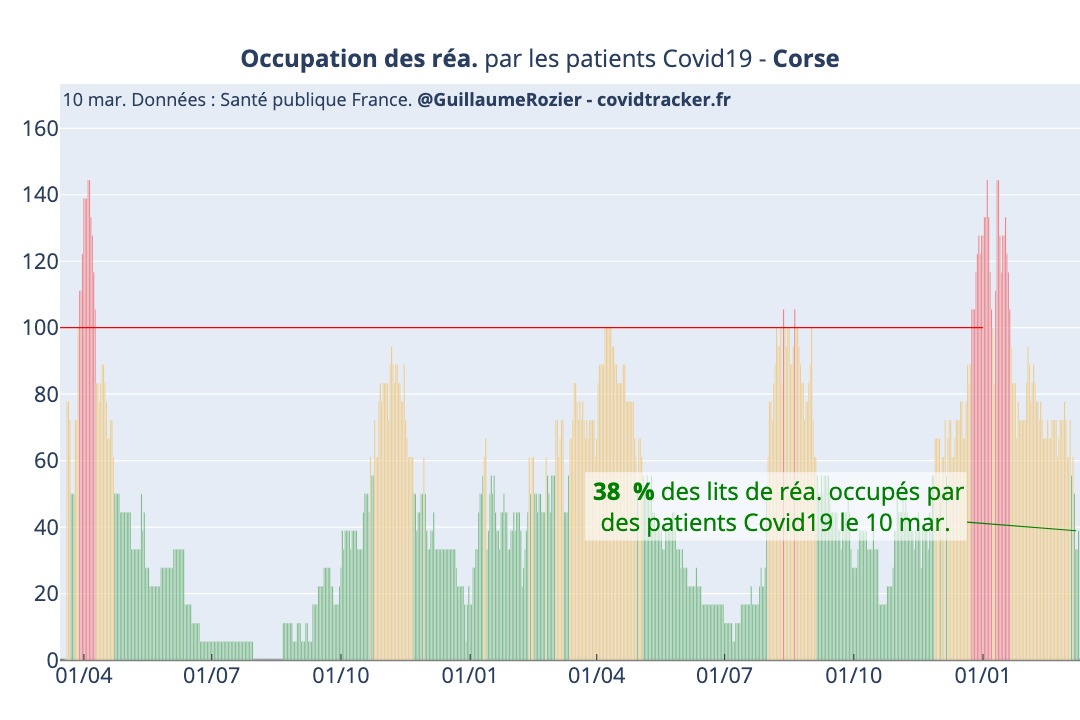 Occupation des réa. par les patients Covid19 - Corse
10 mar. Données : Santé publique France. @GuillaumeRozier - covidtracker.fr
160
140
120
100
80
60
40
20
0
38 % des lits de réa. occupés par
des patients Covid19 le 10 mar.
01/04 01/07 01/10 01/01 01/04 01/07 01/10 01/01